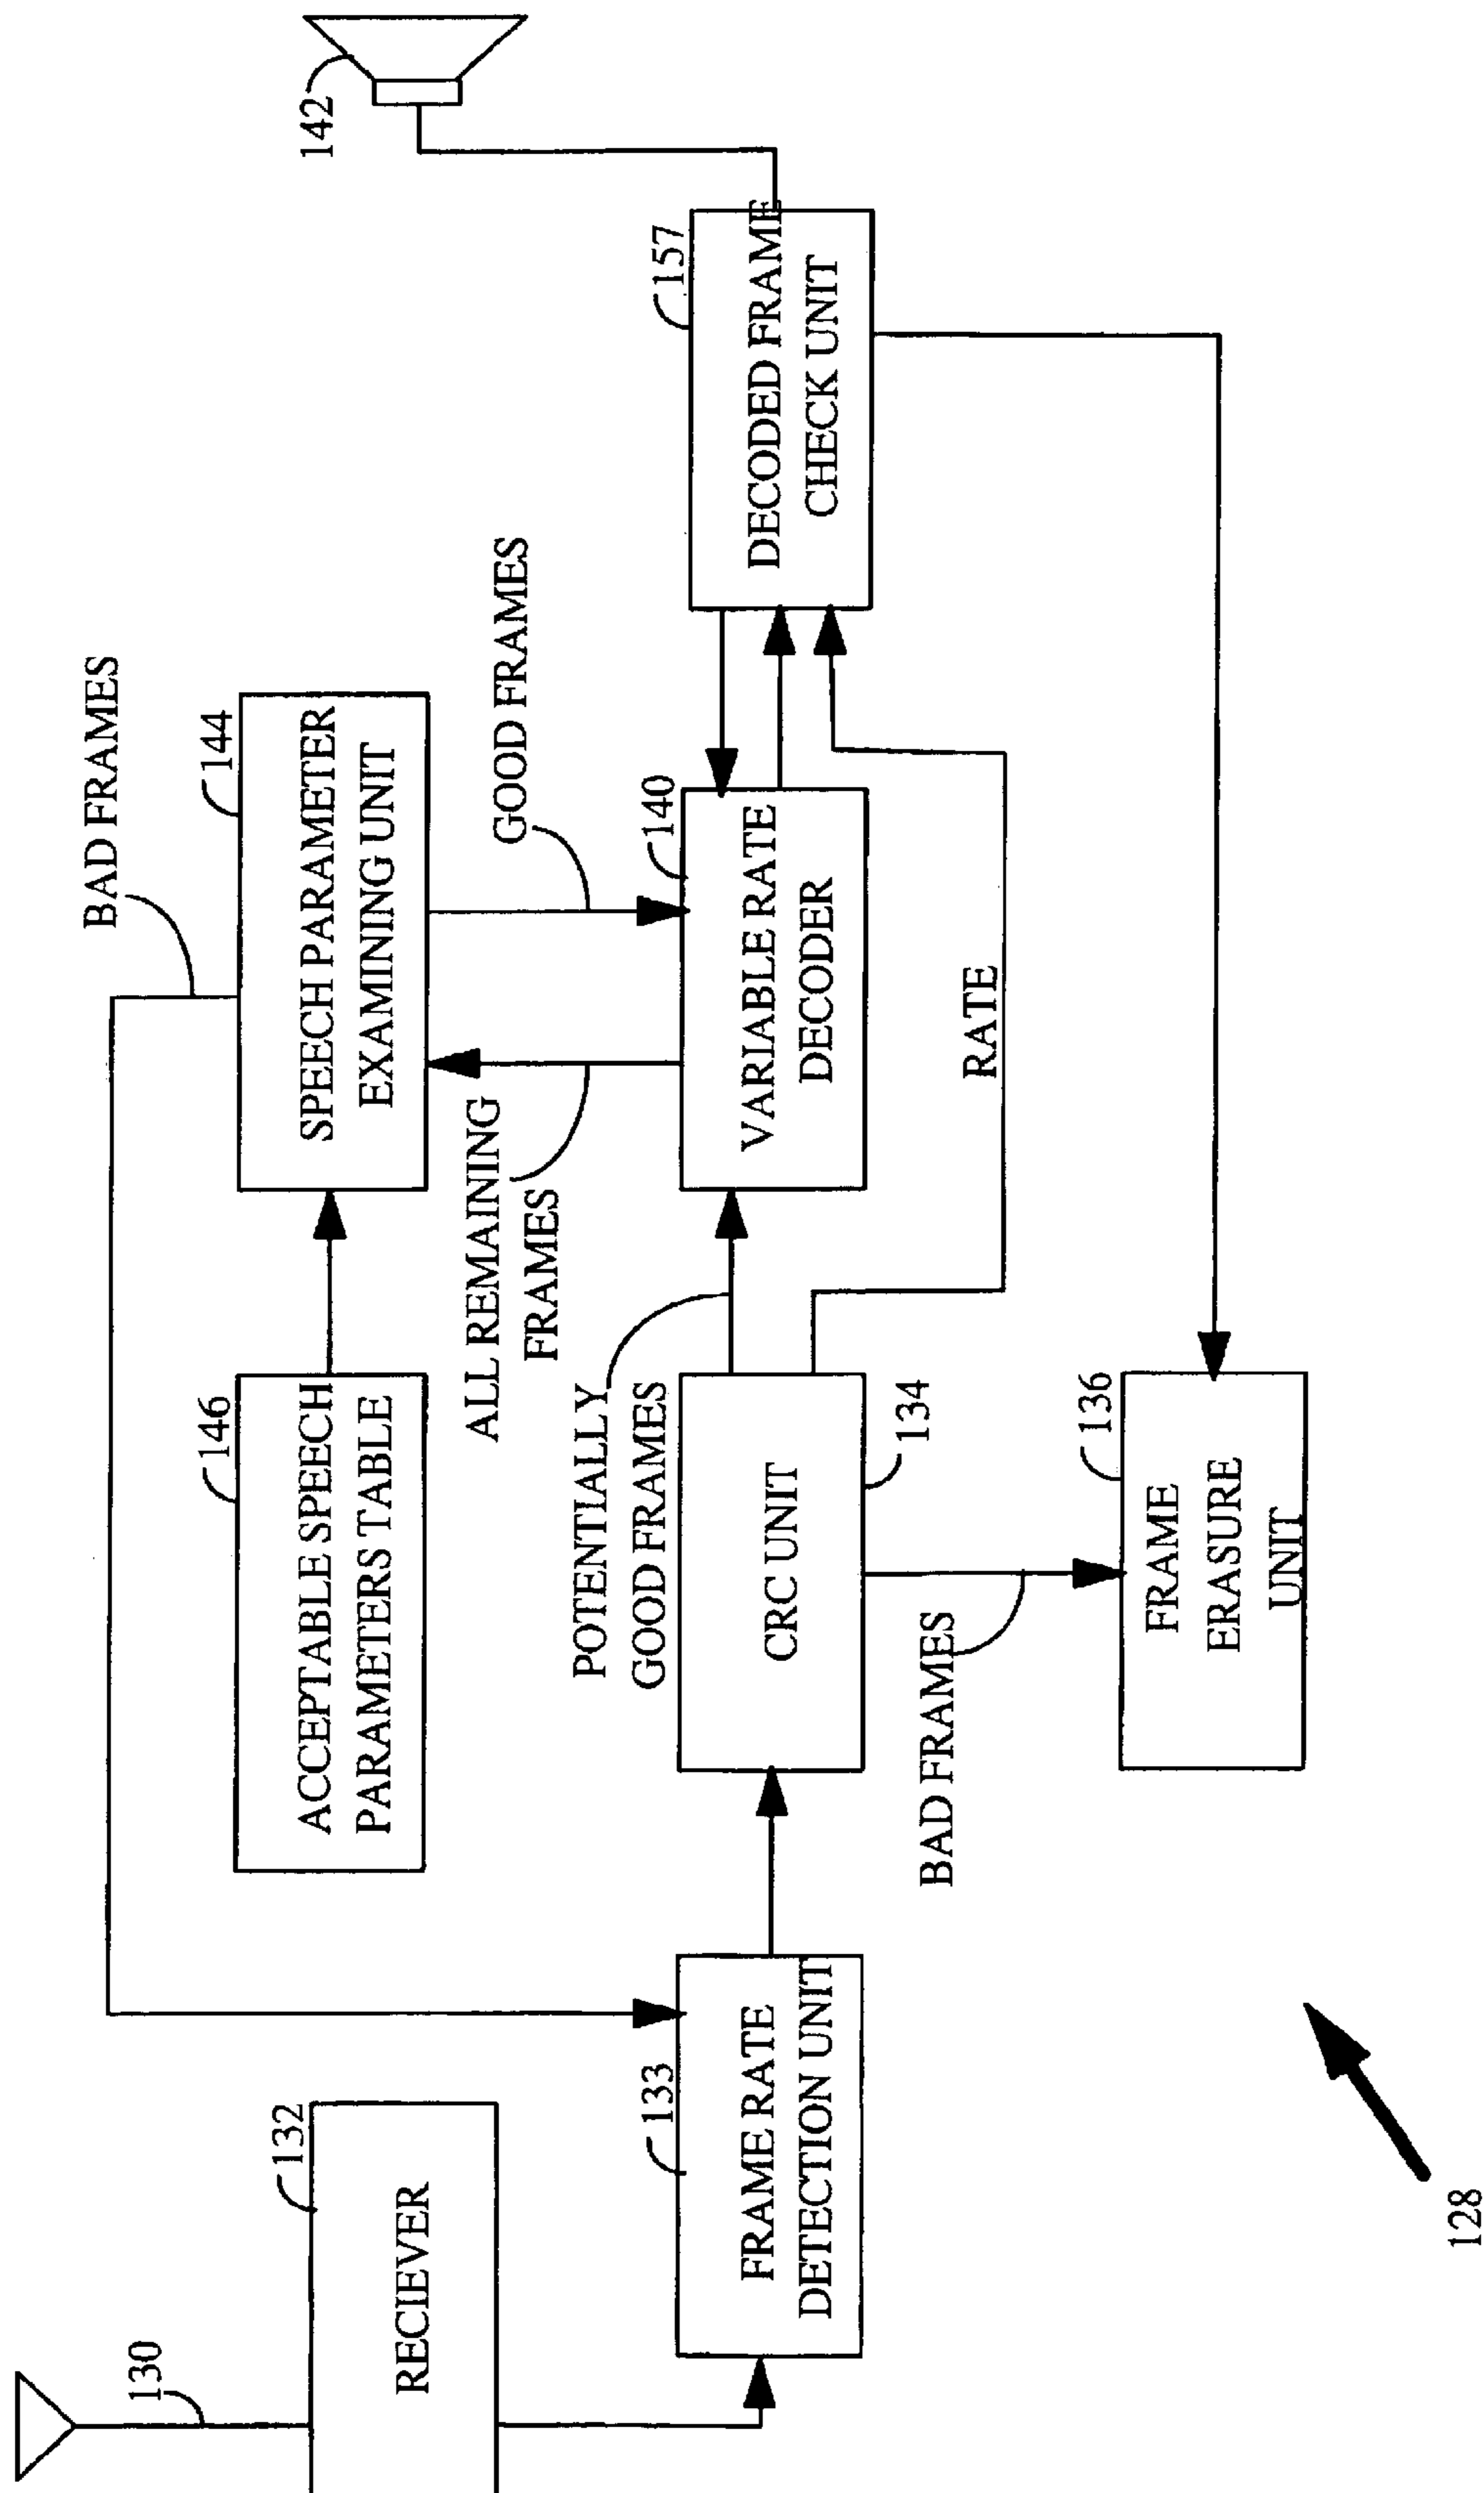 130
132
RECIEVER
BAD FRAMES
146
ACCEPTABLE SPEECH
PARAMETERS TABLE
144
SPEECH PARAMETER
EXAMINING UNIT
142
ALL REMAINING
FRAMES
GOOD FRAMES
133
FRAME RATE
DETECTION UNIT
POTENTIALLY
GOOD FRAMES
CRC UNIT
134
140
VARIABLE RATE
DECODER
157
DECODED FRAME
CHECK UNIT
BAD FRAMES
RATE
136
FRAME
ERASURE
UNIT
128